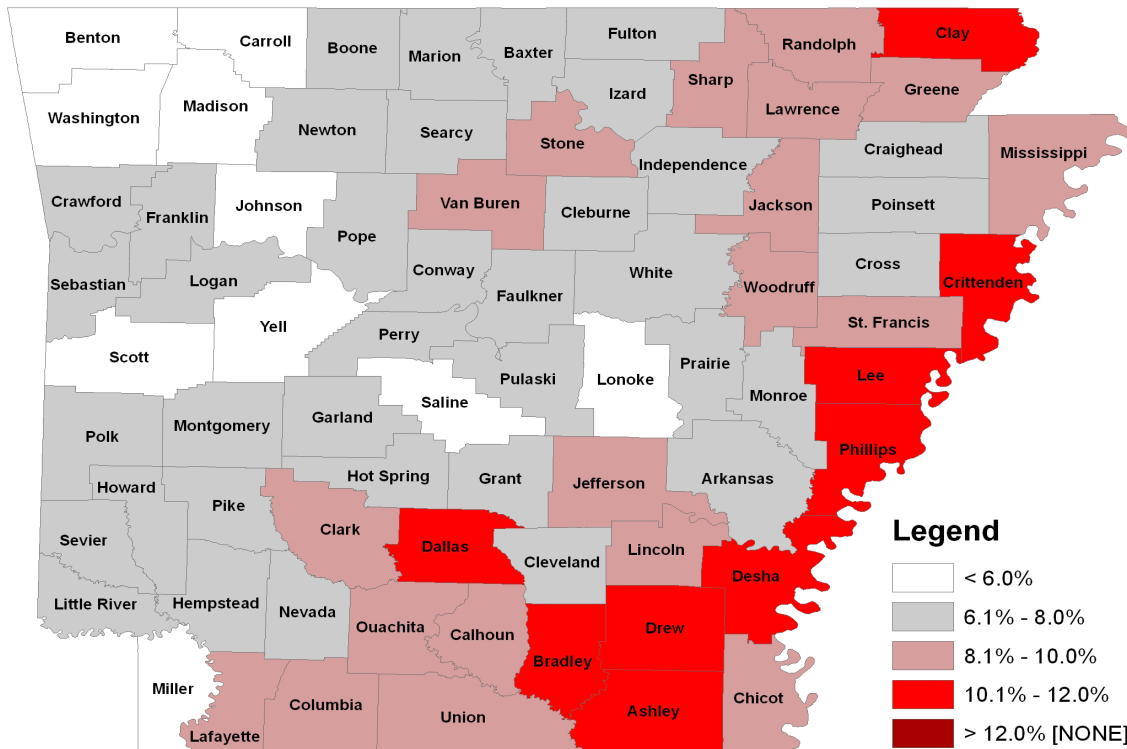 Benton
Carroll
Boone
Marion
Baxter
Fulton
Randolph
Clay
Sharp
Izard
Lawrence
Greene
Washington
Madison
Newton
Searcy
Stone
Independence
Craighead
Mississippi
Crawford
Franklin
Johnson
Pope
Van Buren
Cleburne
Jackson
Poinsett
Sebastian
Logan
Conway
Faulkner
White
Woodruff
Cross
Crittenden
Scott
Yell
Perry
Pulaski
Lonoke
Prairie
St. Francis
Lee
Saline
Monroe
Polk
Montgomery
Garland
Phillips
Howard
Pike
Hot Spring
Grant
Jefferson
Arkansas
Sevier
Clark
Dallas
Cleveland
Lincoln
Desha
Little River
Hempstead
Nevada
Ouachita
Calhoun
Bradley
Drew
Miller
Lafayette
Columbia
Union
Ashley
Chicot
Legend
< 6.0%
6.1% - 8.0%
8.1% - 10.0%
10.1% - 12.0%
> 12.0% [NONE]